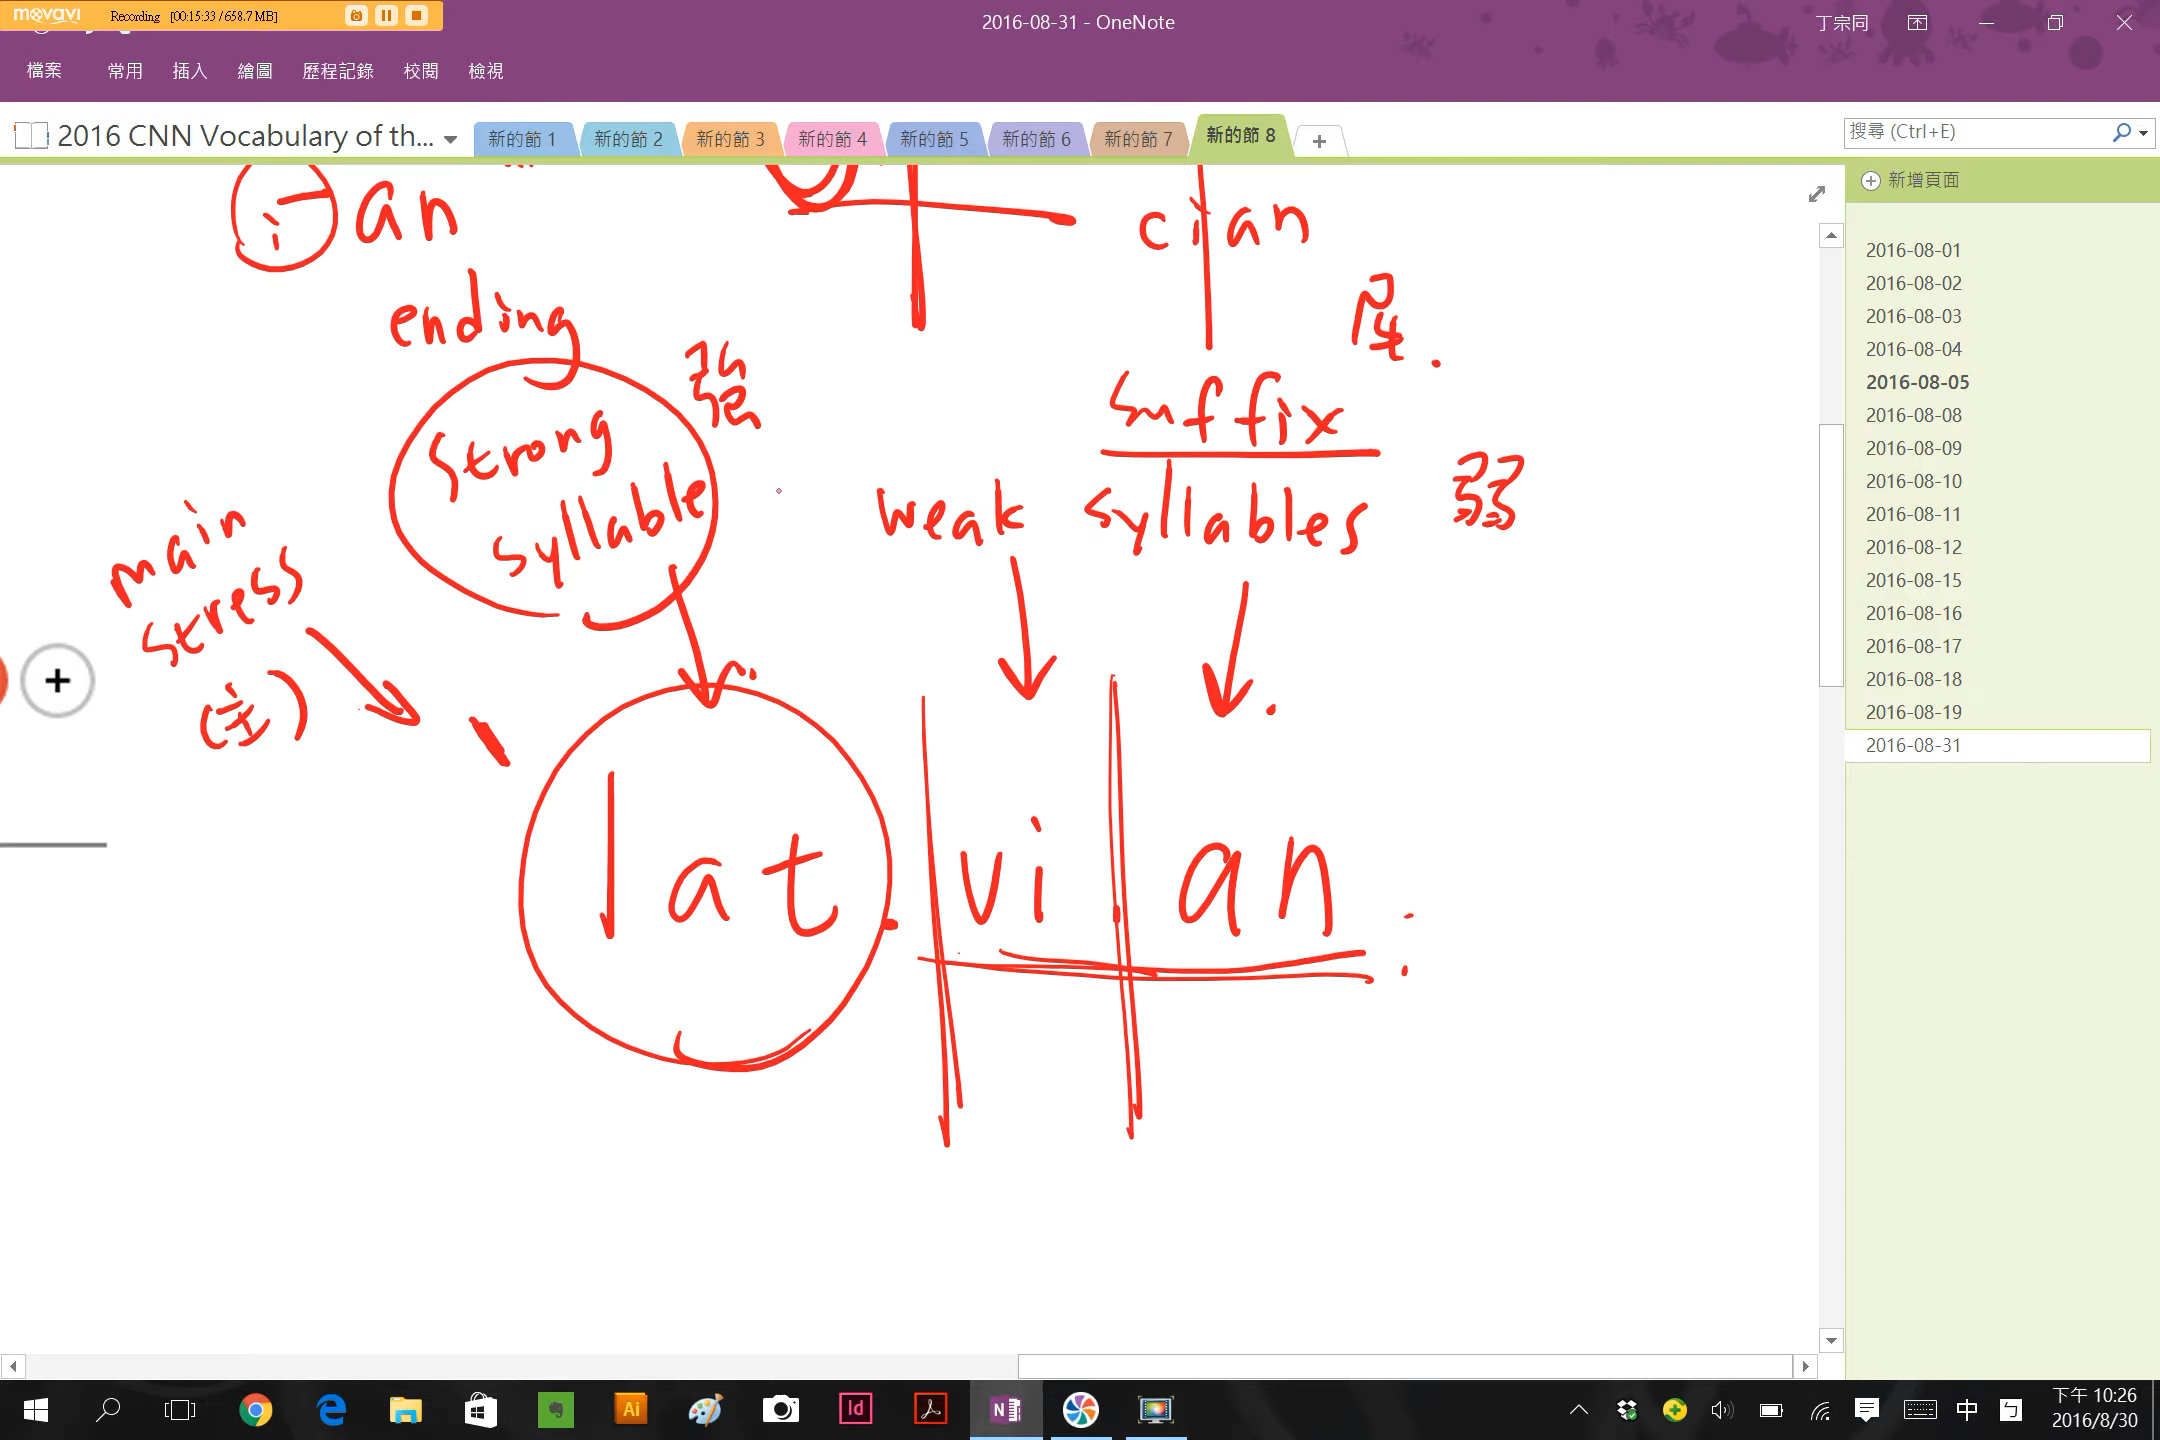 movavi Recording [00:15:33 / 658.7 MB]
2016-08-31 - OneNote
丁宗同
檔案 常用 插入 繪圖 歷程記錄 校閱 檢視
2016 CNN Vocabulary of th...
新的節 1 新的節 2 新的節 3 新的節 4 新的節 5 新的節 6 新的節 7 新的節 8 +
搜尋 (Ctrl+E)
新增頁面
2016-08-01
2016-08-02
2016-08-03
2016-08-04
2016-08-05
2016-08-08
2016-08-09
2016-08-10
2016-08-11
2016-08-12
2016-08-15
2016-08-16
2016-08-17
2016-08-18
2016-08-19
2016-08-31
i-an
cian
ending
suffix
strong
syllable
強
weak syllables 弱
main
stress
(主)
lat. vi an
Ai
Id
N
中
ㄅ
下午 10:26
2016/8/30